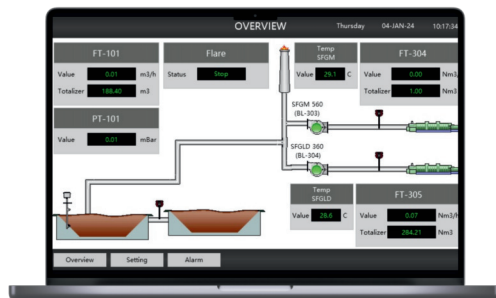 OVERVIEW
Thursday
04-JAN-24
10:17:34
FT-101
Value 0.01 m3/h
Totalizer 188.40 m3
Flare
Status Stop
Temp
SFGM
Value 29.1 C
FT-304
Value 0.00 Nm3/
Totalizer 1.00 Nm3
PT-101
Value 0.01 mBar
SFGM 560
(BL-303)
SFGLD 360
(BL-304)
Temp
SFGLD
Value 28.6 C
FT-305
Value 0.07 Nm3/h
Totalizer 284.21 Nm3
Overview
Setting
Alarm